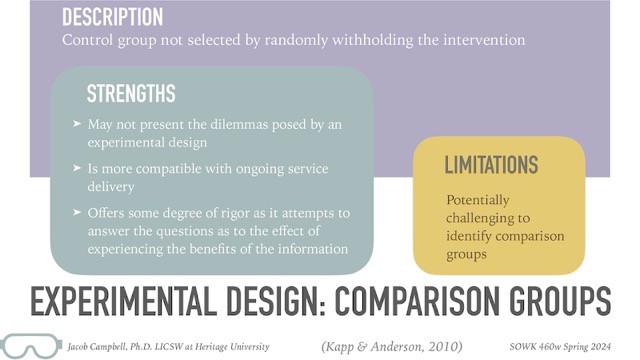 DESCRIPTION
Control group not selected by randomly withholding the intervention
STRENGTHS
➤ May not present the dilemmas posed by an
experimental design
➤ Is more compatible with ongoing service
delivery
➤ Offers some degree of rigor as it attempts to
answer the questions as to the effect of
experiencing the benefits of the information
LIMITATIONS
Potentially
challenging to
identify comparison
groups
EXPERIMENTAL DESIGN: COMPARISON GROUPS
Jacob Campbell, Ph.D. LICSW at Heritage University
(Kapp & Anderson, 2010)
SOWK 460w Spring 2024